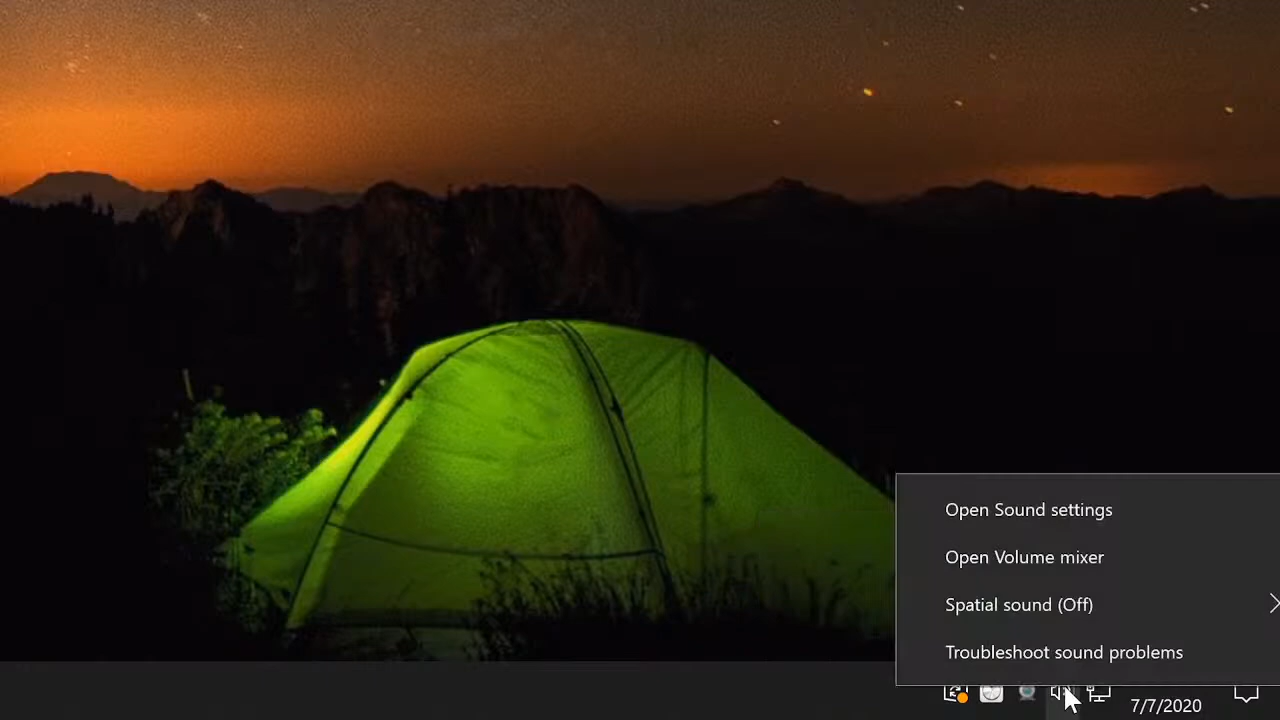 Open Sound settings
Open Volume mixer
Spatial sound (Off)
Troubleshoot sound problems
7/7/2020